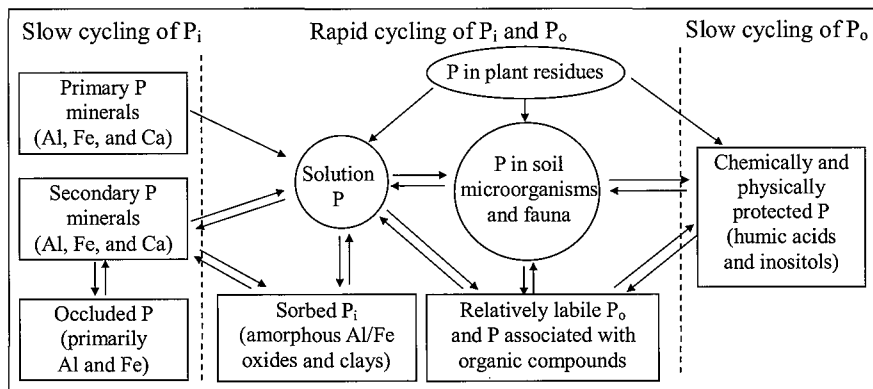 Slow cycling of Pi
Rapid cycling of Pi and Po
Slow cycling of Po
P in plant residues
Primary P
minerals
(Al, Fe, and Ca)
Solution
P
P in soil
microorganisms
and fauna
Chemically and
physically
protected P
(humic acids
and inositols)
Secondary P
minerals
(Al, Fe, and Ca)
Occluded P
(primarily
Al and Fe)
Sorbed Pi
(amorphous Al/Fe
oxides and clays)
Relatively labile Po
and P associated with
organic compounds